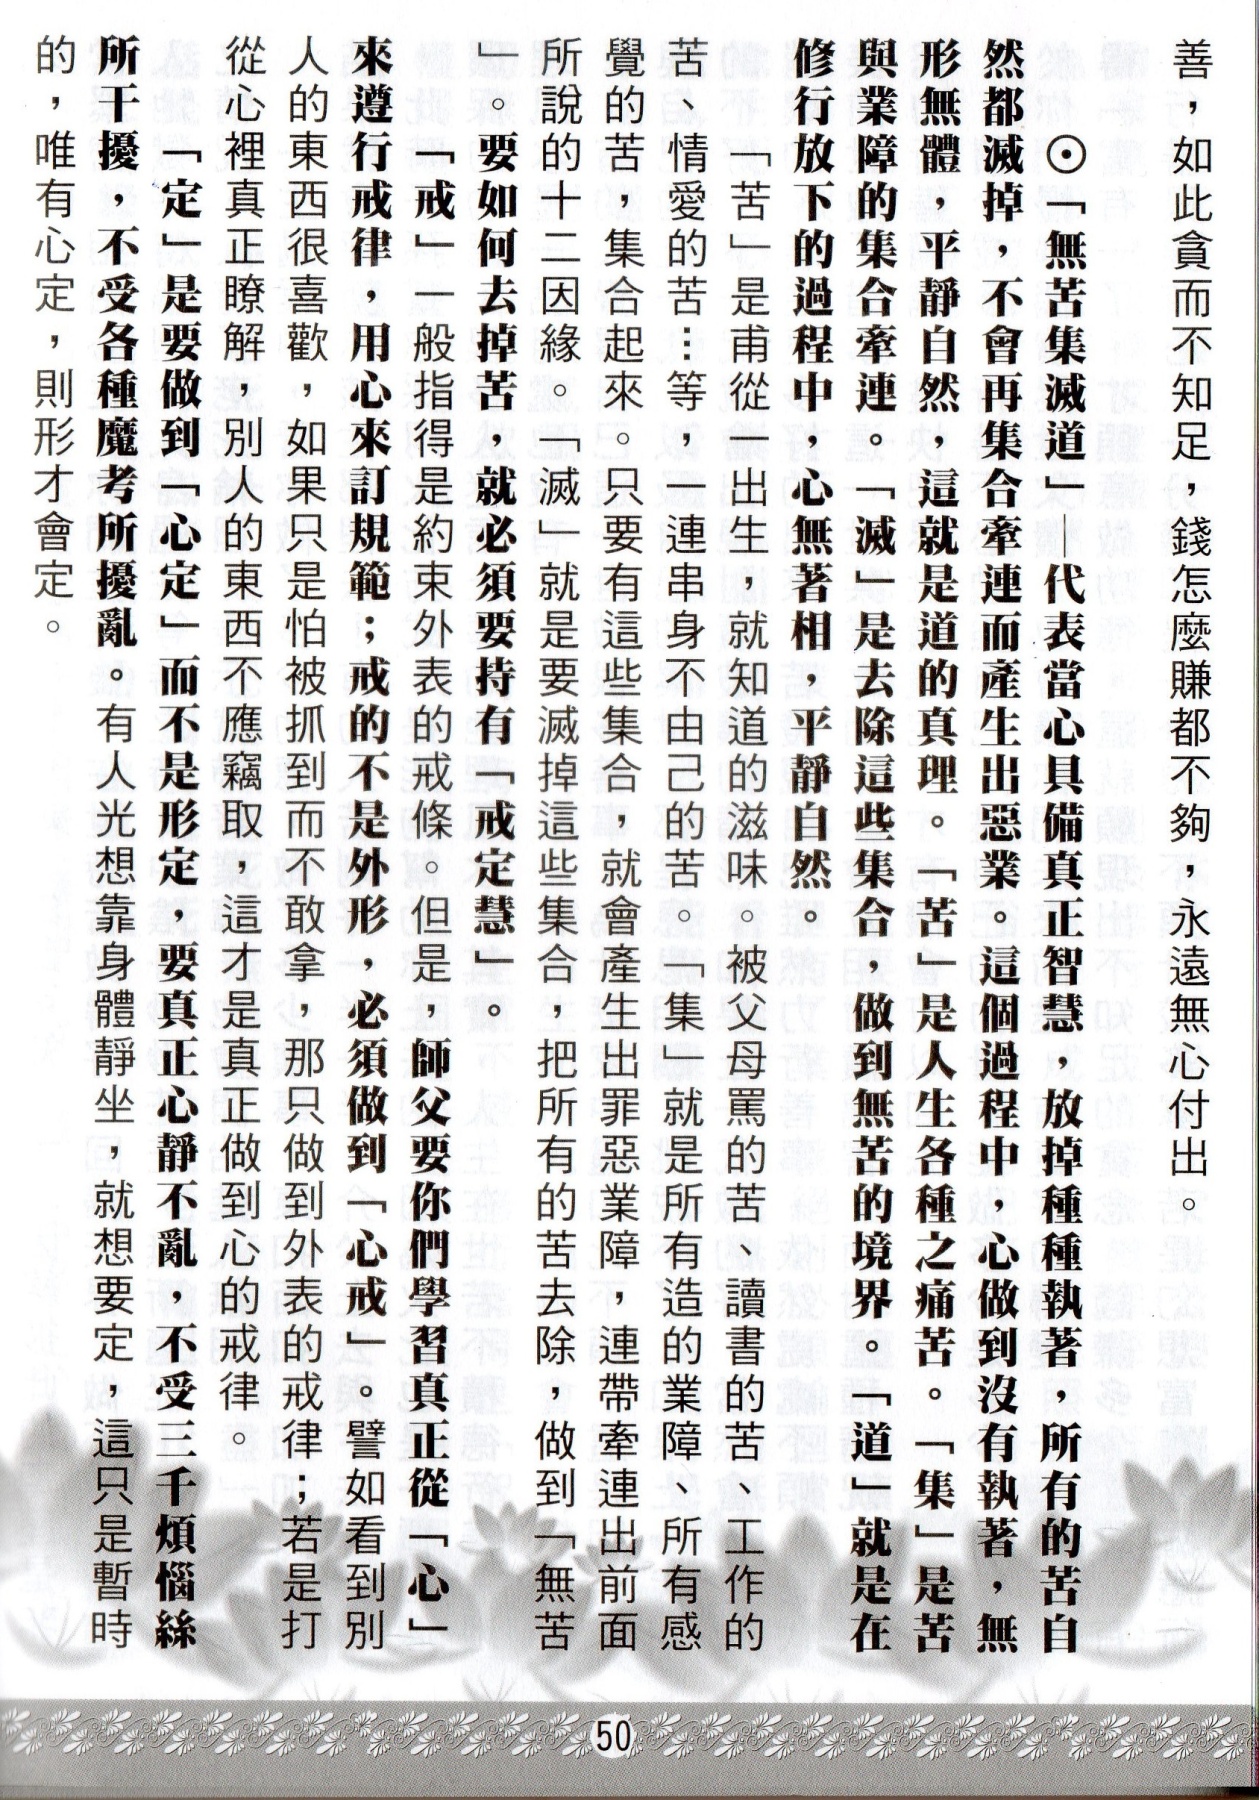 善，如此貪而不知足，錢怎麼賺都不夠，永遠無心付出。
⊙「無苦集滅道」—代表當心具備真正智慧，放掉種種執著，所有的苦自
然都滅掉，不會再集合牽連而產生出惡業。這個過程中，心做到沒有執著，無
形無體，平靜自然，這就是道的真理。「苦」是人生各種之痛苦。「集」是苦
與業障的集合牽連。「滅」是去除這些集合，做到無苦的境界。「道」就是在
修行放下的過程中，心無著相，平靜自然。
「苦」是甫從一出生，就知道的滋味。被父母罵的苦、讀書的苦、工作的
苦、情愛的苦…等，一連串身不由己的苦。「集」就是所有造的業障、所有感
覺的苦，集合起來。只要有這些集合，就會產生出罪惡業障，連帶牽連出前面
所說的十二因緣。「滅」就是要滅掉這些集合，把所有的苦去除，做到「無苦
」。要如何去掉苦，就必須要持有「戒定慧」。
「戒」一般指得是約束外表的戒條。但是，師父要你們學習真正從「心」
來遵行戒律，用心來訂規範；戒的不是外形，必須做到「心戒」。譬如看到別
人的東西很喜歡，如果只是怕被抓到而不敢拿，那只做到外表的戒律；若是打
從心裡真正瞭解，別人的東西不應竊取，這才是真正做到心的戒律。
「定」是要做到「心定」而不是形定，要真正心靜不亂，不受三千煩惱絲
所干擾，不受各種魔考所擾亂。有人光想靠身體靜坐，就想要定，這只是暫時
的，唯有心定，則形才會定。
50